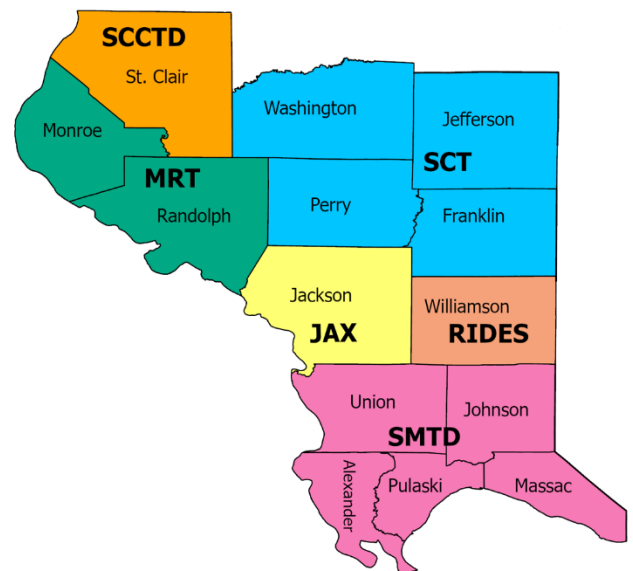 SCCTD
St. Clair
Washington
Jefferson
Monroe
MRT
SCT
Randolph
Perry
Franklin
Jackson
Williamson
JAX
RIDES
Union
Johnson
SMTD
Alexander
Pulaski
Massac